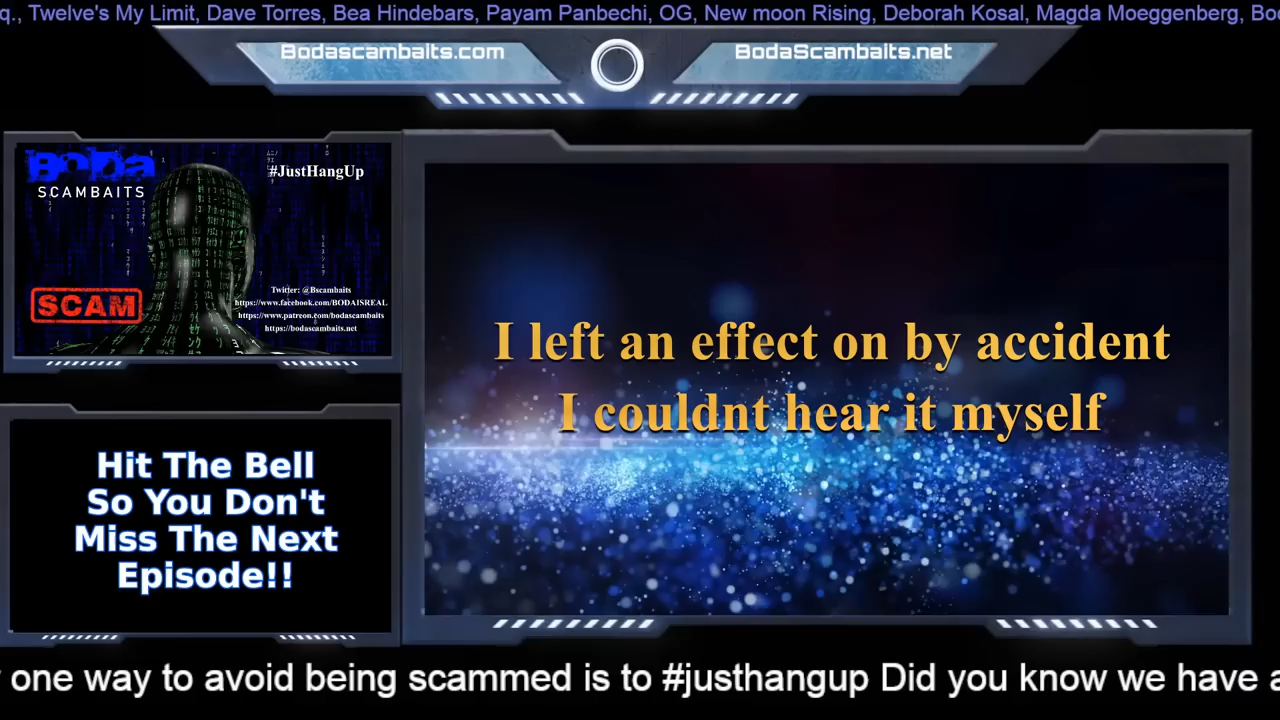 q., Twelve's My Limit, Dave Torres, Bea Hindebars, Payam Panbechi, OG, New moon Rising, Deborah Kosal, Magda Moeggenberg, Bo
Bodascambaits.com
BodaScambaits.net
BODA
SCAMBAITS
#JustHangUp
SCAM
Twitter: @Bscambaits
https://www.facebook.com/BODAISREAL
https://www.patreon.com/bodascambaits
https://bodascambaits.net
I left an effect on by accident
I couldnt hear it myself
Hit The Bell
So You Don't
Miss The Next
Episode!!
one way to avoid being scammed is to #justhangup Did you know we have a